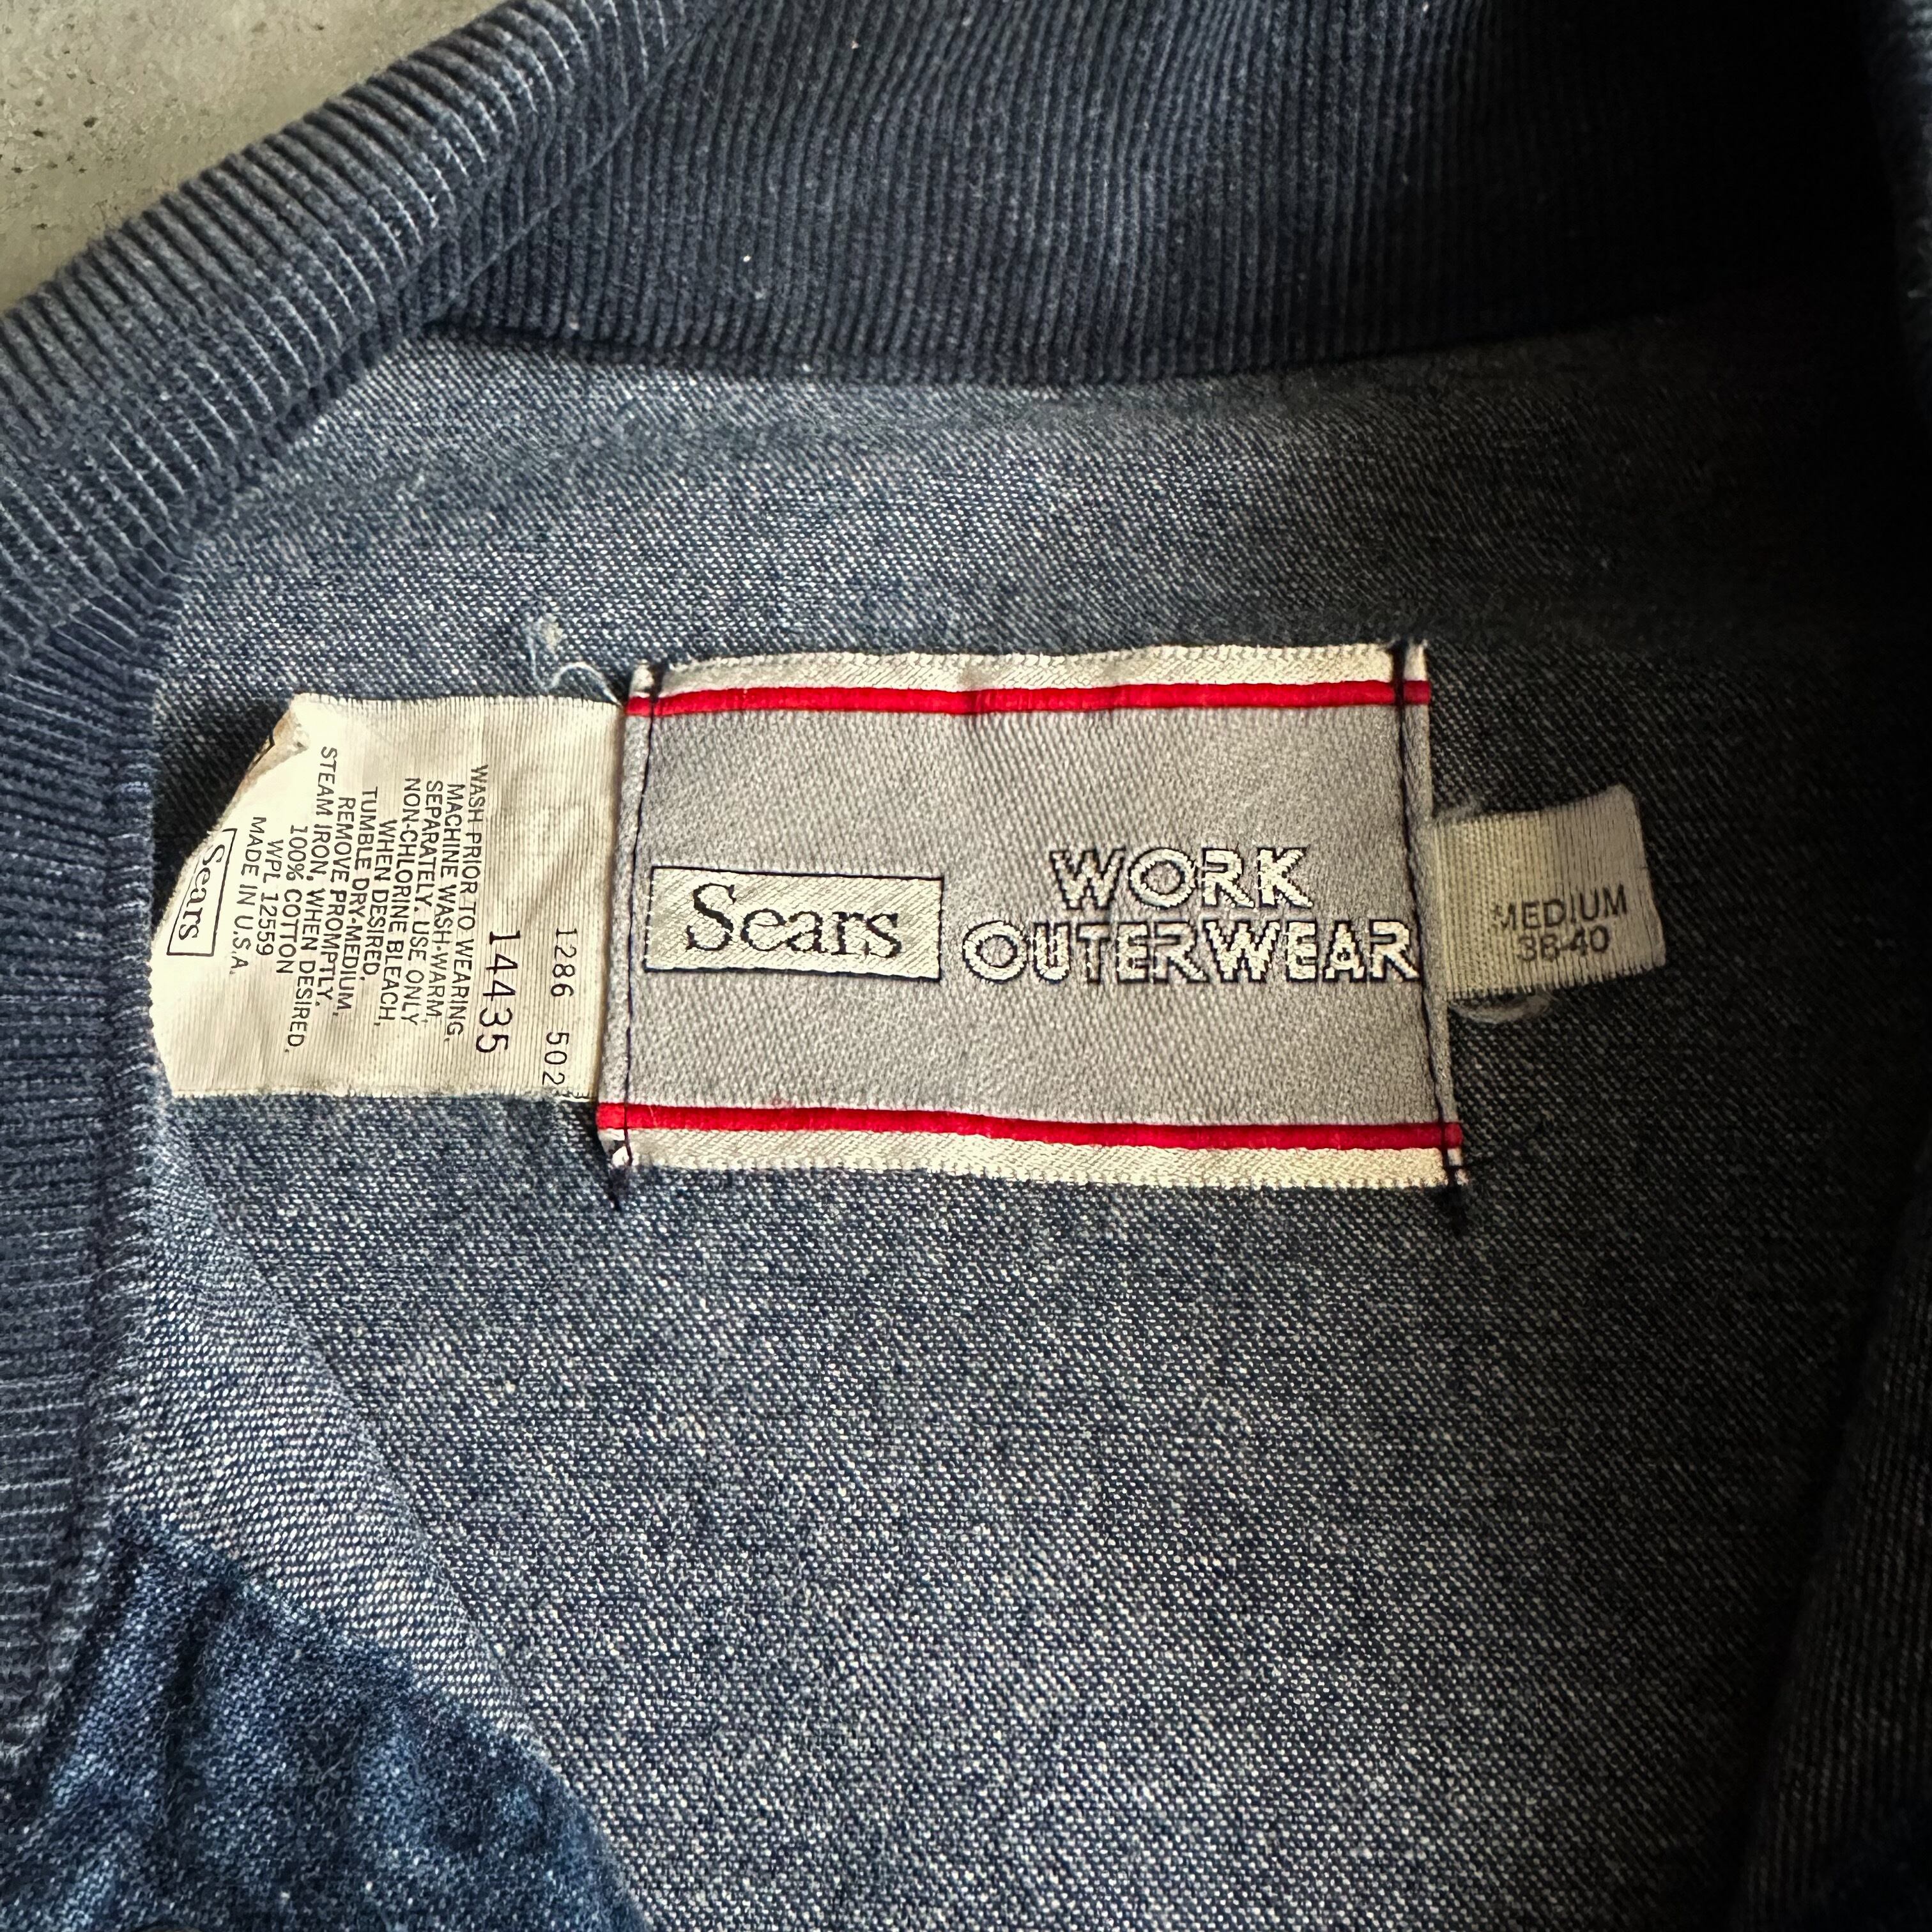 Sears
WORK
OUTERWEAR
MEDIUM
38-40
1286 502
14435
WASH PRIOR TO WEARING.
MACHINE WASH-WARM,
SEPARATELY. USE ONLY
NON-CHLORINE BLEACH,
WHEN DESIRED.
TUMBLE DRY-MEDIUM,
REMOVE PROMPTLY.
STEAM IRON, WHEN DESIRED.
100% COTTON
WPL 12559
MADE IN U.S.A.
Sears